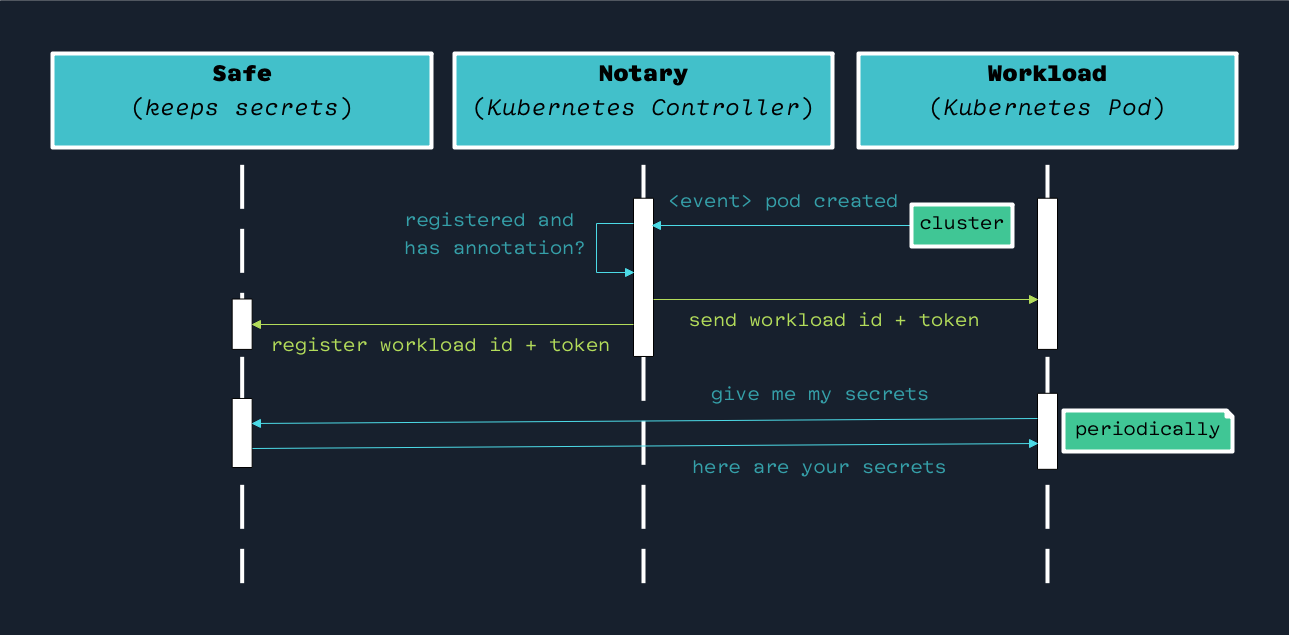 Safe
(keeps secrets)
Notary
(Kubernetes Controller)
Workload
(Kubernetes Pod)
<event> pod created
cluster
registered and
has annotation?
send workload id + token
register workload id + token
give me my secrets
periodically
here are your secrets